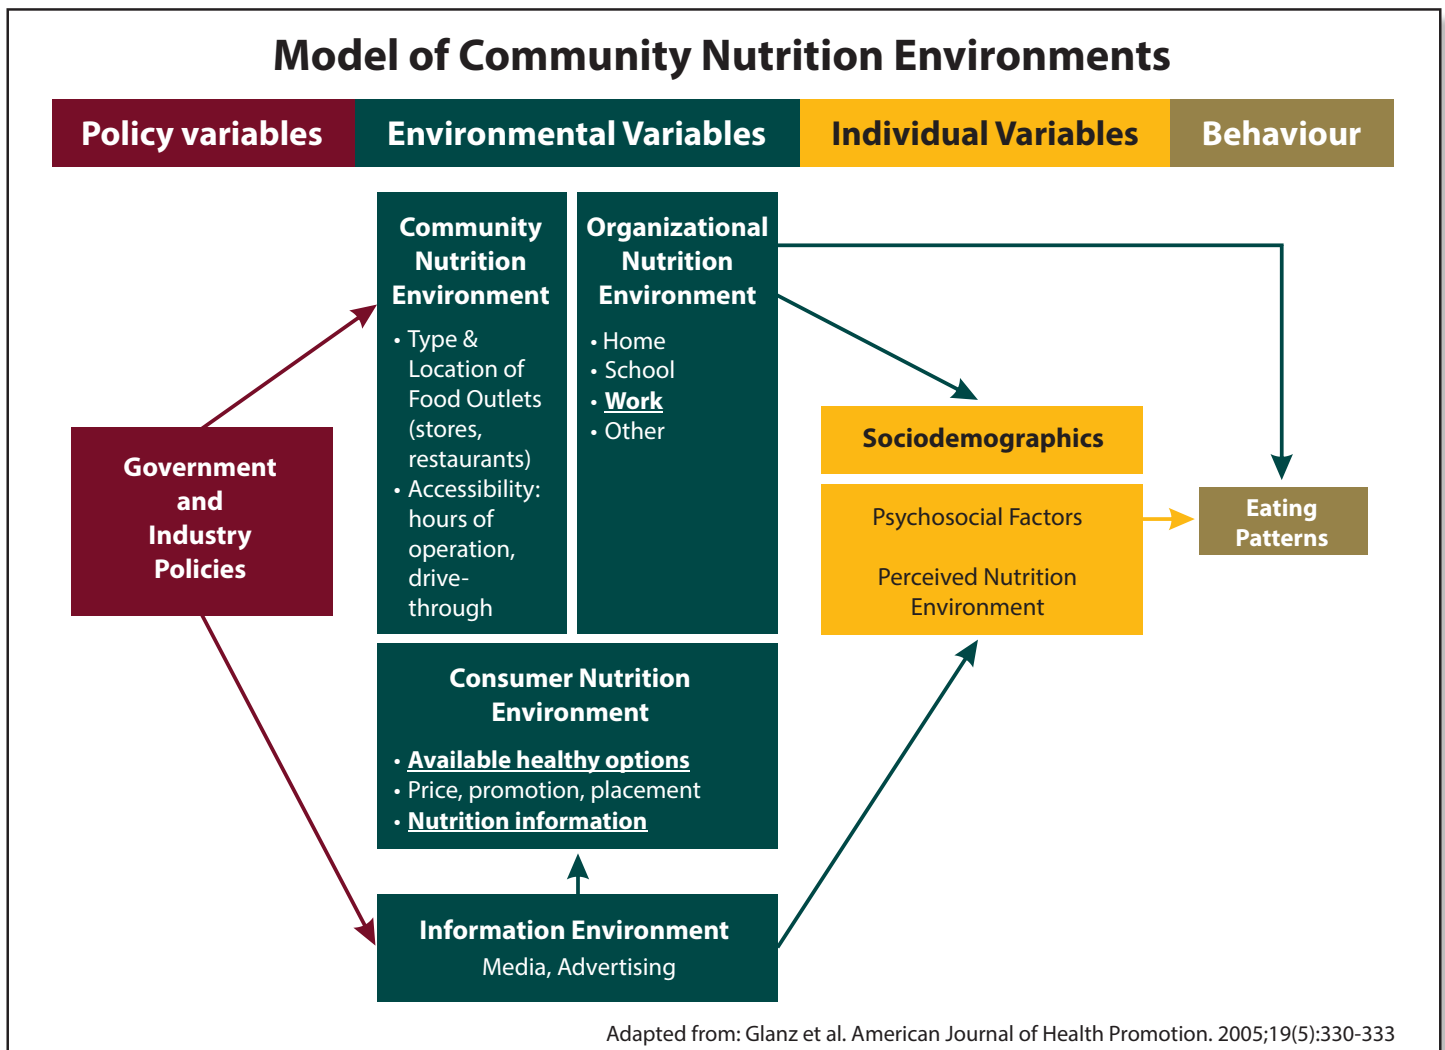 Model of Community Nutrition Environments
Policy variables
Environmental Variables
Individual Variables
Behaviour
Government
and
Industry
Policies
Community
Nutrition
Environment
• Type &
Location of
Food Outlets
(stores,
restaurants)
• Accessibility:
hours of
operation,
drive-
through
Organizational
Nutrition
Environment
• Home
• School
• Work
• Other
Consumer Nutrition
Environment
• Available healthy options
• Price, promotion, placement
• Nutrition information
Information Environment
Media, Advertising
Sociodemographics
Psychosocial Factors
Perceived Nutrition
Environment
Eating
Patterns
Adapted from: Glanz et al. American Journal of Health Promotion. 2005;19(5):330-333